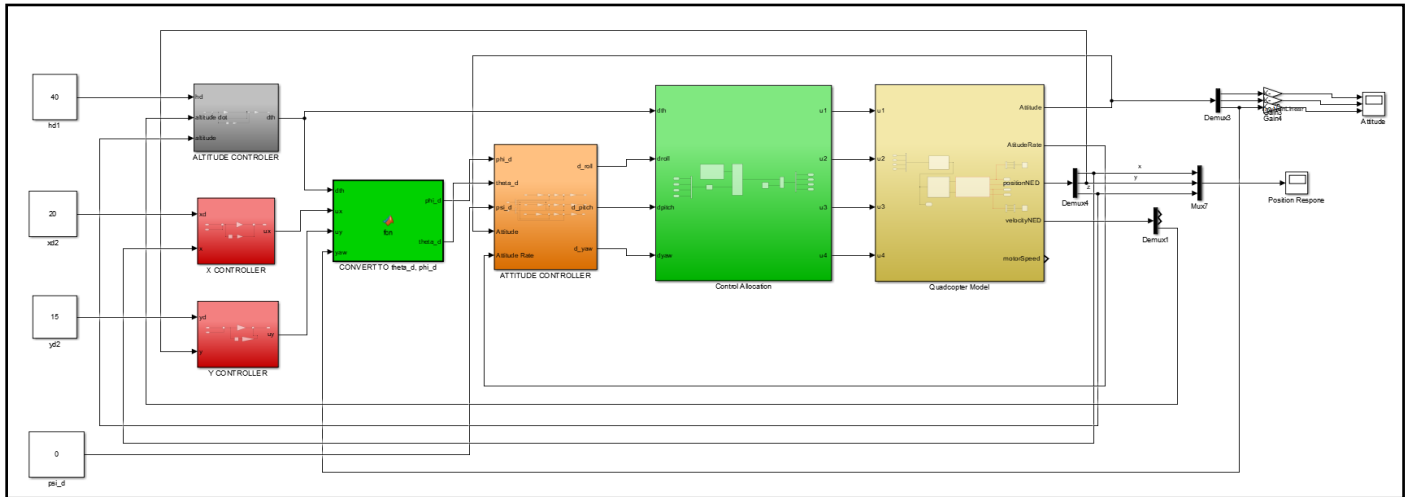 40
hd1
hd
altitude dot
altitude
dth
ALTITUDE CONTROLER
20
xd2
xd
x
ux
X CONTROLLER
15
yd2
yd
y
uy
Y CONTROLLER
0
psi_d
dth
ux
uy
yaw
fcn
phi_d
theta_d
CONVERT TO theta_d, phi_d
phi_d
theta_d
psi_d
Attitude
Attitude Rate
d_roll
d_pitch
d_yaw
ATTITUDE CONTROLLER
dth
droll
dpitch
dyaw
u1
u2
u3
u4
Control Allocation
u1
u2
u3
u4
Attitude
AttitudeRate
positionNED
velocityNED
motorSpeed
Quadcopter Model
Demux3
Gain4
Attitude
x
y
z
Demux4
Mux7
Position Respone
Demux1